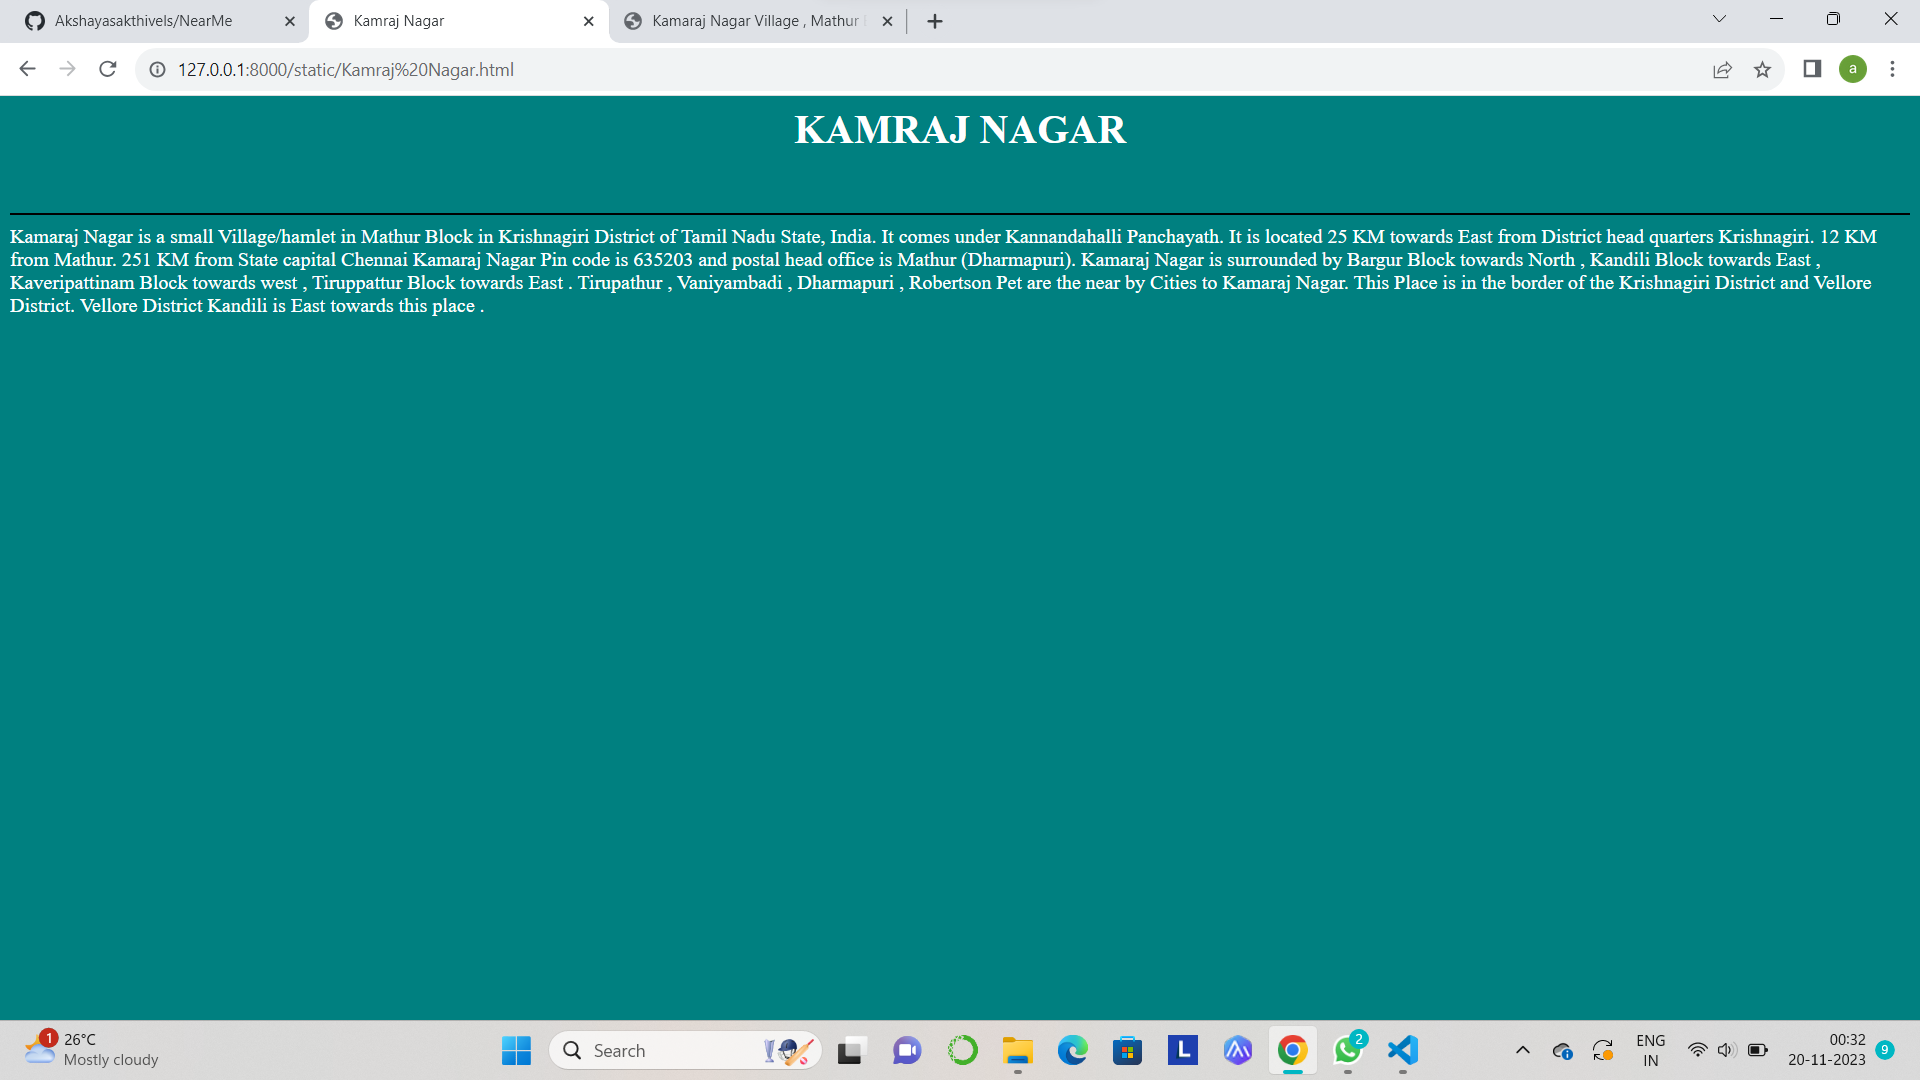 Akshayasakthivels/NearMe
Kamraj Nagar
Kamaraj Nagar Village , Mathur
127.0.0.1:8000/static/Kamraj%20Nagar.html
a
KAMRAJ NAGAR
Kamaraj Nagar is a small Village/hamlet in Mathur Block in Krishnagiri District of Tamil Nadu State, India. It comes under Kannandahalli Panchayath. It is located 25 KM towards East from District head quarters Krishnagiri. 12 KM
from Mathur. 251 KM from State capital Chennai Kamaraj Nagar Pin code is 635203 and postal head office is Mathur (Dharmapuri). Kamaraj Nagar is surrounded by Bargur Block towards North , Kandili Block towards East ,
Kaveripattinam Block towards west , Tiruppattur Block towards East . Tirupathur , Vaniyambadi , Dharmapuri , Robertson Pet are the near by Cities to Kamaraj Nagar. This Place is in the border of the Krishnagiri District and Vellore
District. Vellore District Kandili is East towards this place .
1
26°C
Mostly cloudy
Search
L
2
ENG
IN
00:32
20-11-2023
9